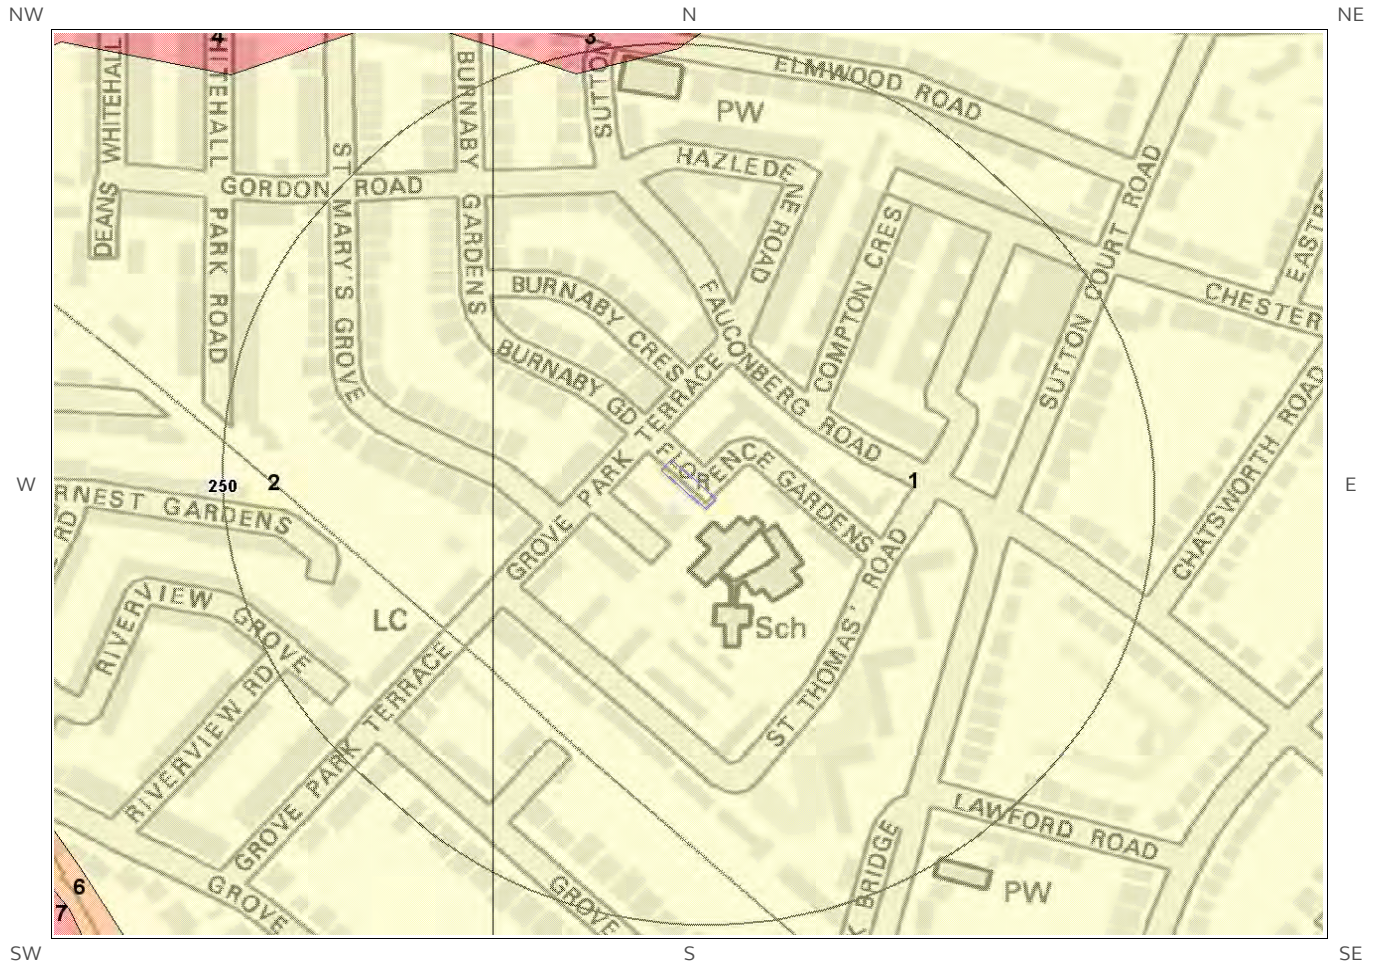 NW
N
NE
4
3
DEANS WHITEHALL
WHITEHALL PARK ROAD
BURNABY GARDENS
SUTTON
ELMWOOD ROAD
PW
ST MARY'S GROVE
GORDON ROAD
HAZLEDENE ROAD
COMPTON CRES
SUTTON COURT ROAD
CHESTER
BURNABY CRES
FAUCONBERG ROAD
BURNABY GD
FLORENCE GARDENS
CHATSWORTH ROAD
W
250
2
1
E
RNEST GARDENS
RD
GROVE PARK TERRACE
RIVERVIEW GROVE
LC
Sch
ST THOMAS' ROAD
RIVERVIEW RD
GROVE PARK TERRACE
LAWFORD ROAD
BRIDGE
PW
6
7
GROVE
GROVE
SW
S
SE